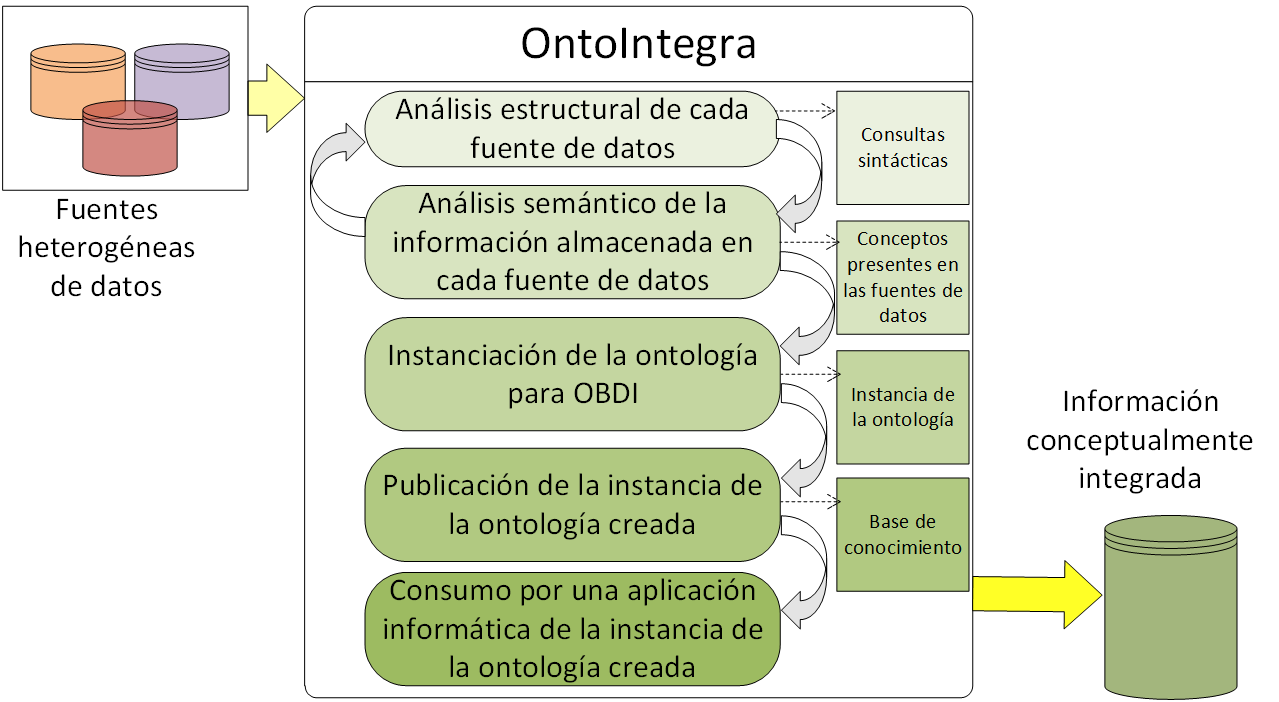 Fuentes
heterogéneas
de datos
OntoIntegra
Análisis estructural de cada
fuente de datos
Consultas
sintácticas
Análisis semántico de la
información almacenada en
cada fuente de datos
Conceptos
presentes en
las fuentes de
datos
Instanciación de la ontología
para OBDI
Instancia de
la ontología
Publicación de la instancia de
la ontología creada
Base de
conocimiento
Consumo por una aplicación
informática de la instancia de
la ontología creada
Información
conceptualmente
integrada